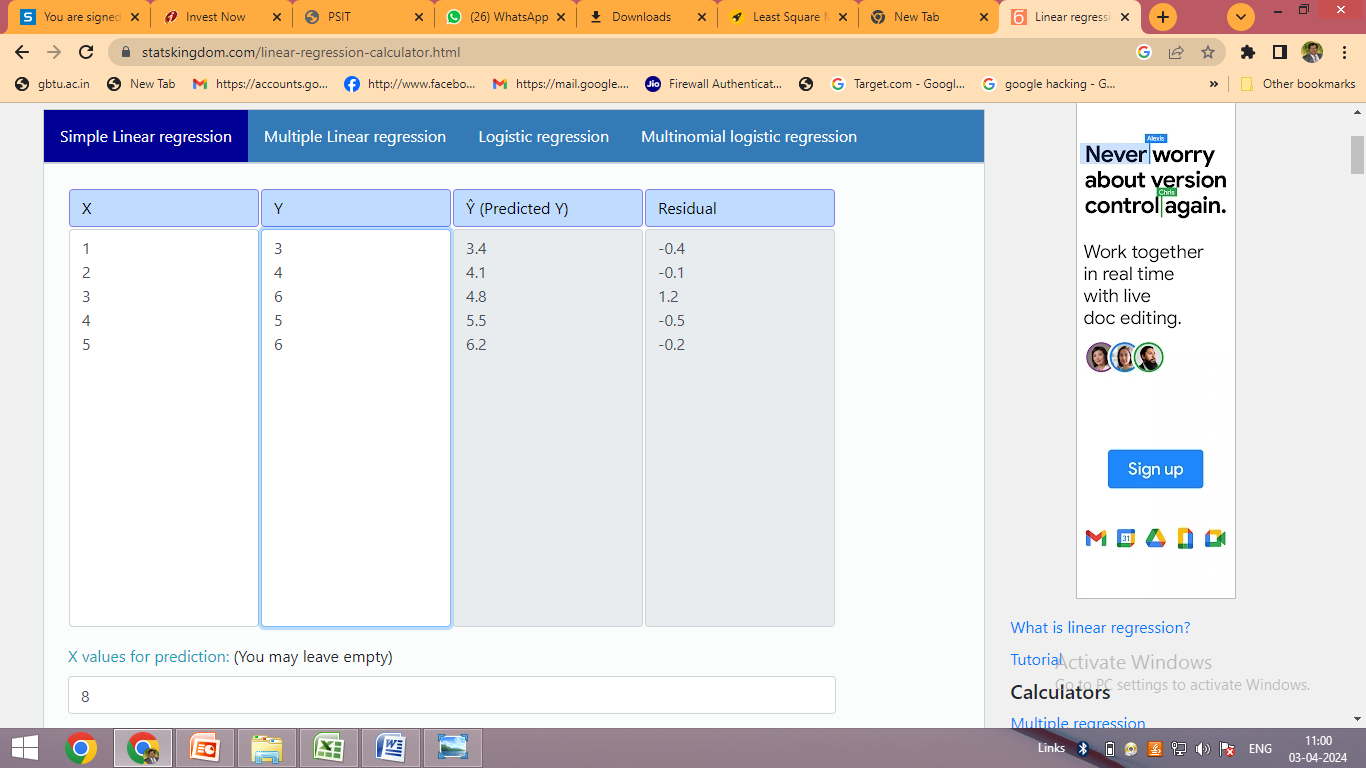 You are signed
Invest Now
PSIT
(26) WhatsApp
Downloads
Least Square M
New Tab
Linear regressi
statskingdom.com/linear-regression-calculator.html
gbtu.ac.in
New Tab
https://accounts.go...
http://www.facebo...
https://mail.google....
Jio
Firewall Authenticat...
Target.com - Googl...
google hacking - G...
»
Other bookmarks
Simple Linear regression
Multiple Linear regression
Logistic regression
Multinomial logistic regression
X Y Ŷ (Predicted Y) Residual
1 3 3.4 -0.4
2 4 4.1 -0.1
3 6 4.8 1.2
4 5 5.5 -0.5
5 6 6.2 -0.2
X values for prediction: (You may leave empty)
8
Alexis
Never worry
about version
Chris
control again.
Work together
in real time
with live
doc editing.
Sign up
31
What is linear regression?
Tutorial
Activate Windows
Go to PC settings to activate Windows.
Calculators
Multiple regression
Links
ENG
11:00
03-04-2024